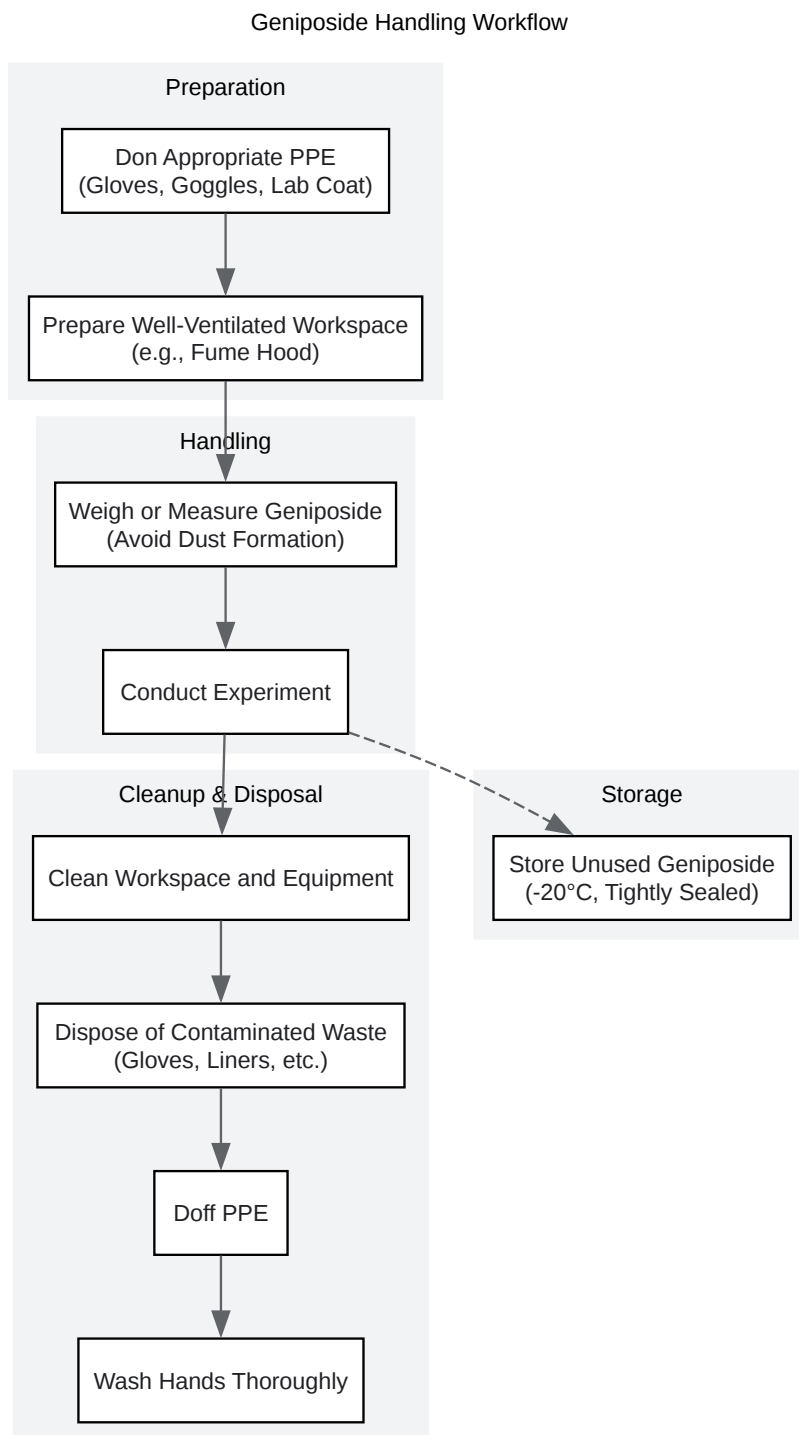 Geniposide Handling Workflow
Preparation
Don Appropriate PPE
(Gloves, Goggles, Lab Coat)
Prepare Well-Ventilated Workspace
(e.g., Fume Hood)
Handling
Weigh or Measure Geniposide
(Avoid Dust Formation)
Conduct Experiment
Cleanup & Disposal
Storage
Clean Workspace and Equipment
Store Unused Geniposide
(-20°C, Tightly Sealed)
Dispose of Contaminated Waste
(Gloves, Liners, etc.)
Doff PPE
Wash Hands Thoroughly